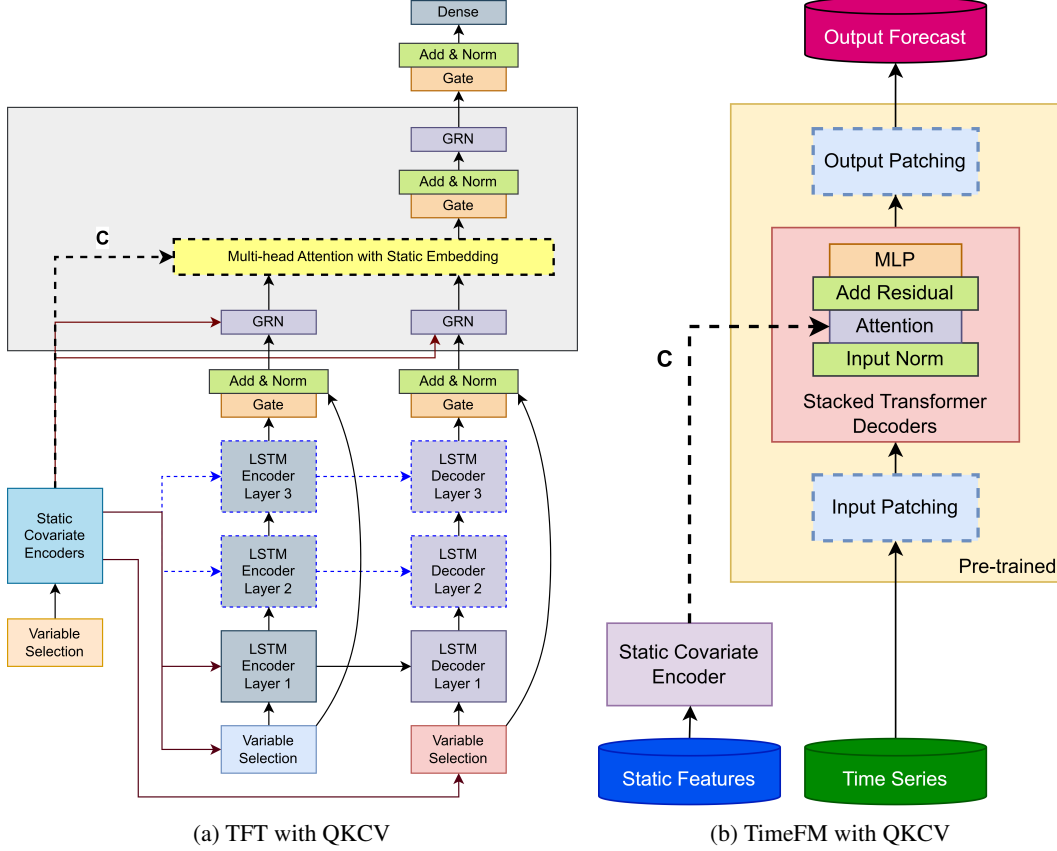 Dense
Add & Norm
Gate
GRN
Add & Norm
Gate
C
Multi-head Attention with Static Embedding
GRN
GRN
Add & Norm
Add & Norm
Gate
Gate
LSTM
Encoder
Layer 3
LSTM
Decoder
Layer 3
Static
Covariate
Encoders
LSTM
Encoder
Layer 2
LSTM
Decoder
Layer 2
Variable
Selection
LSTM
Encoder
Layer 1
LSTM
Decoder
Layer 1
Variable
Selection
Variable
Selection
(a) TFT with QKCV
Output Forecast
Output Patching
MLP
Add Residual
Attention
Input Norm
Stacked Transformer
Decoders
C
Input Patching
Pre-trained
Static Covariate
Encoder
Static Features
Time Series
(b) TimeFM with QKCV